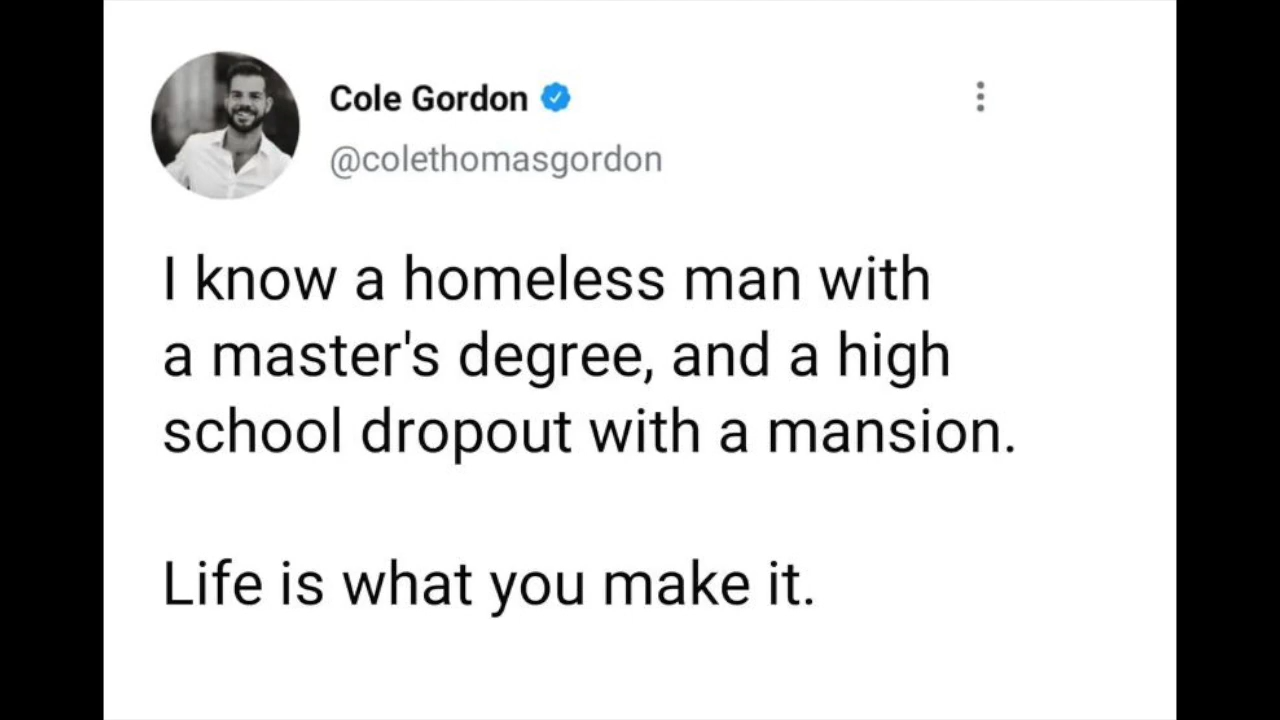 Cole Gordon
@colethomasgordon
I know a homeless man with
a master's degree, and a high
school dropout with a mansion.
Life is what you make it.